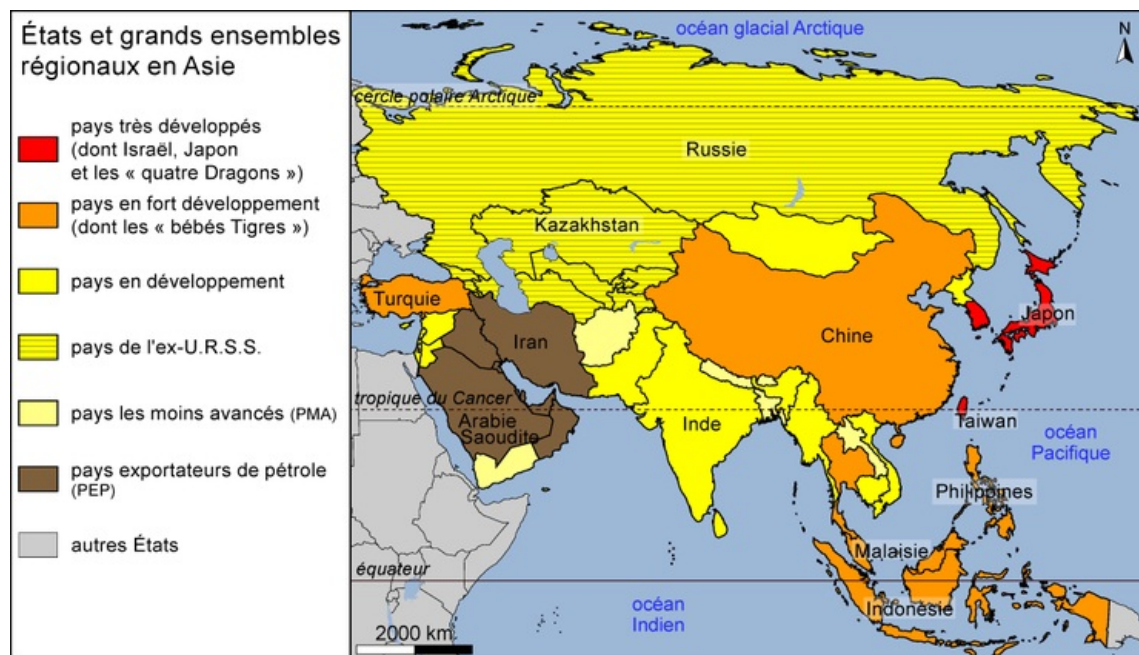 États et grands ensembles
régionaux en Asie
pays très développés
(dont Israël, Japon
et les « quatre Dragons »)
pays en fort développement
(dont les « bébés Tigres »)
pays en développement
pays de l'ex-U.R.S.S.
pays les moins avancés (PMA)
pays exportateurs de pétrole
(PEP)
autres États
océan glacial Arctique
N
cercle polaire Arctique
Russie
Kazakhstan
Turquie
Iran
Chine
Japon
tropique du Cancer
Arabie
Saoudite
Inde
Taiwan
océan
Pacifique
Philippines
Malaisie
équateur
Indonésie
océan
Indien
2000 km